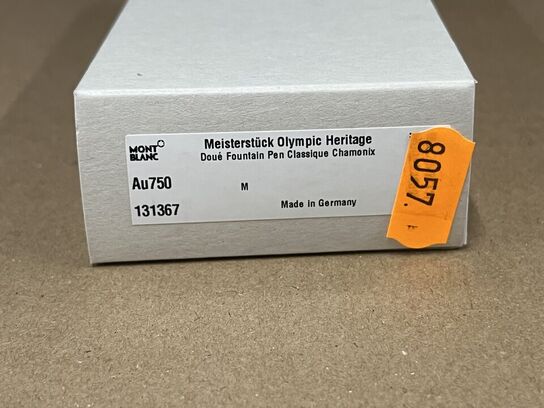 MONT
BLANC
Meisterstück Olympic Heritage
Doué Fountain Pen Classique Chamonix
Au750
M
131367
Made in Germany
8057.